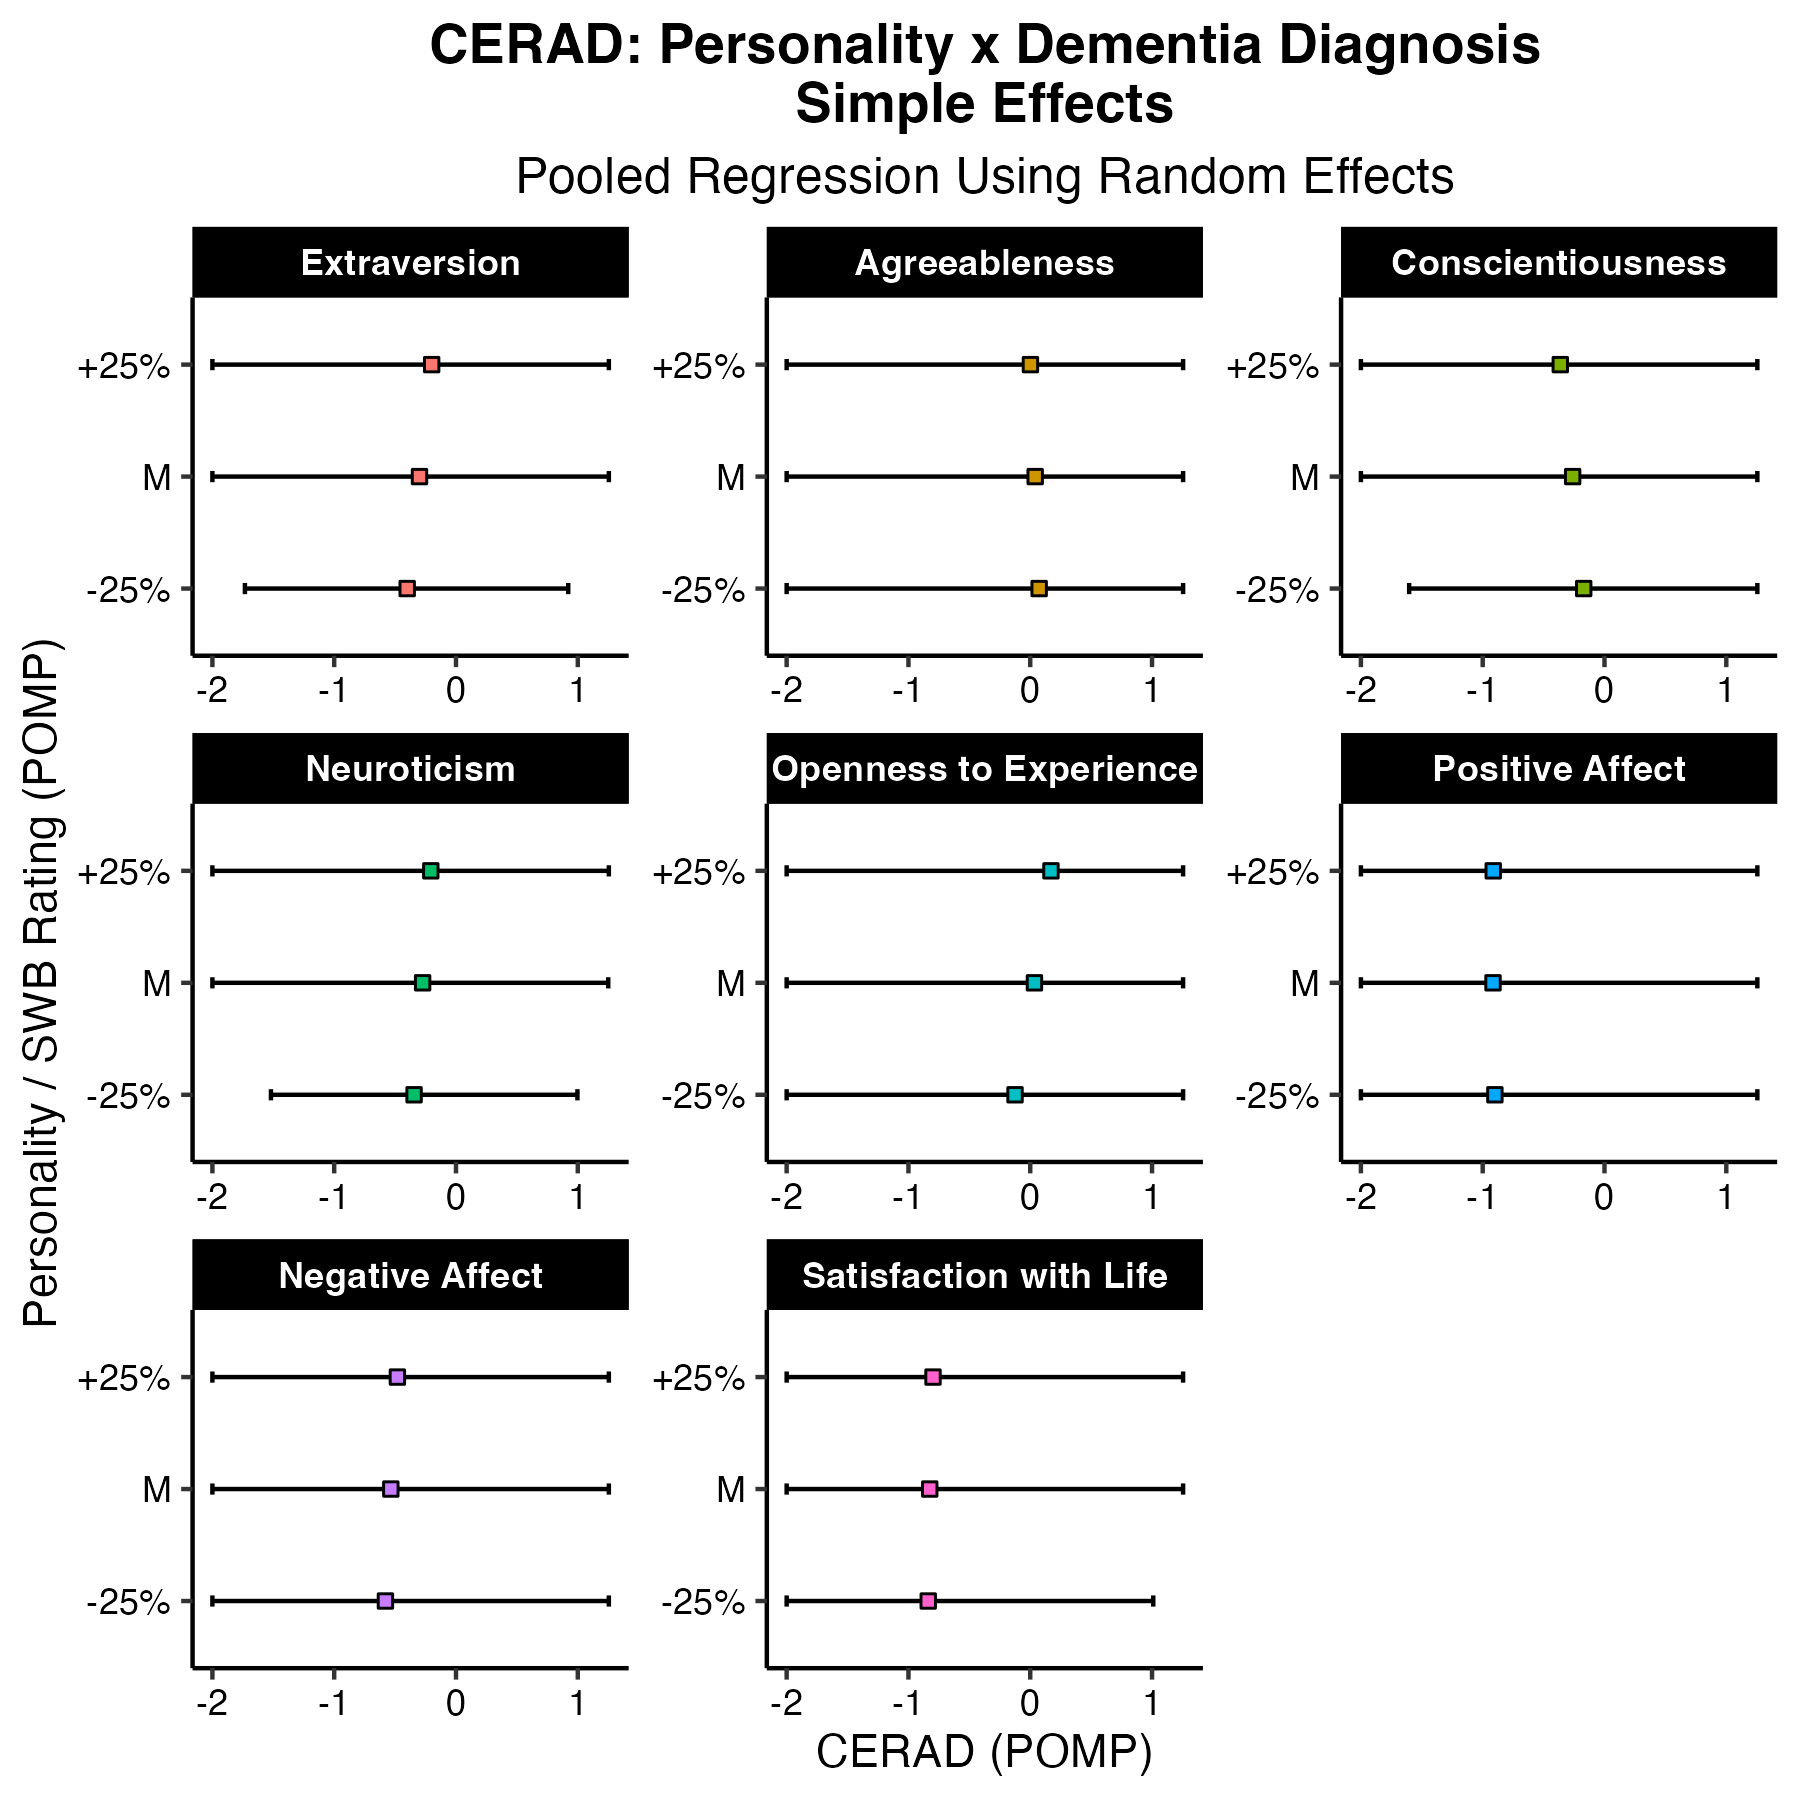 CERAD: Personality x Dementia Diagnosis
Simple Effects
Pooled Regression Using Random Effects
Extraversion
Agreeableness
Conscientiousness
+25%
M
-25%
-2 -1 0 1
+25%
M
-25%
-2 -1 0 1
+25%
M
-25%
-2 -1 0 1
Neuroticism
Openness to Experience
Positive Affect
+25%
M
-25%
-2 -1 0 1
+25%
M
-25%
-2 -1 0 1
+25%
M
-25%
-2 -1 0 1
Negative Affect
Satisfaction with Life
+25%
M
-25%
-2 -1 0 1
+25%
M
-25%
-2 -1 0 1
Personality / SWB Rating (POMP)
CERAD (POMP)